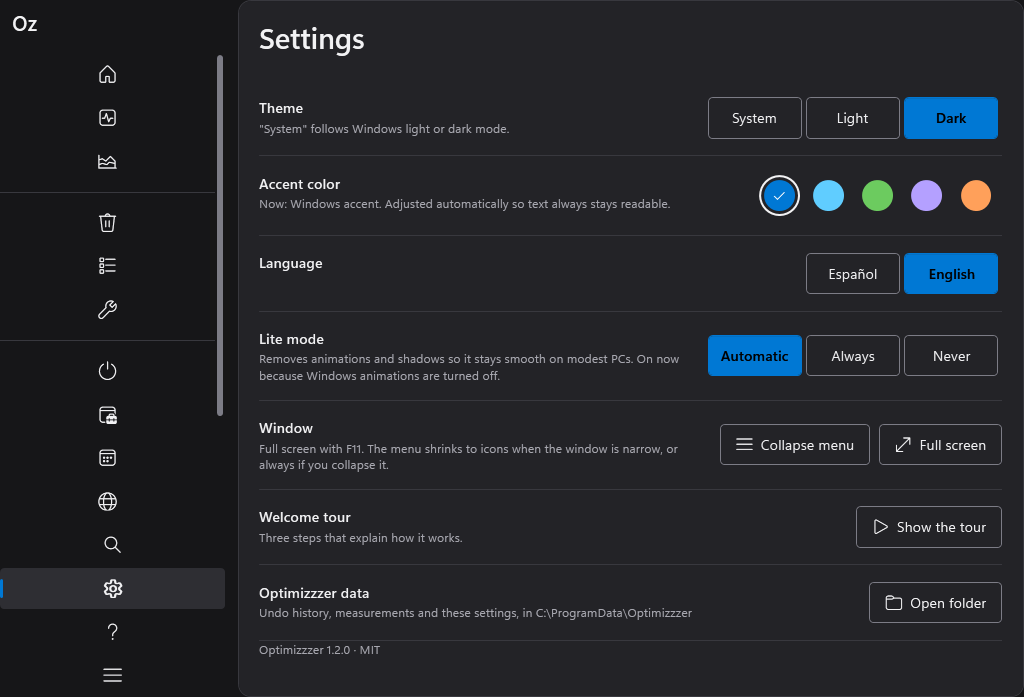 Oz
Settings
Theme
"System" follows Windows light or dark mode.
System
Light
Dark
Accent color
Now: Windows accent. Adjusted automatically so text always stays readable.
Language
Español
English
Lite mode
Removes animations and shadows so it stays smooth on modest PCs. On now
because Windows animations are turned off.
Automatic
Always
Never
Window
Full screen with F11. The menu shrinks to icons when the window is narrow, or
always if you collapse it.
Collapse menu
Full screen
Welcome tour
Three steps that explain how it works.
Show the tour
Optimizzzer data
Undo history, measurements and these settings, in C:\ProgramData\Optimizzzer
Open folder
Optimizzzer 1.2.0 · MIT